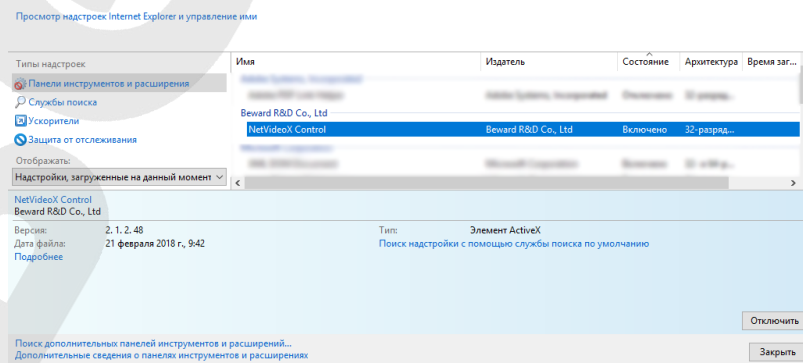 Просмотр надстроек Internet Explorer и управление ими
Типы надстроек
Имя Издатель Состояние Архитектура Время заг...
Панели инструментов и расширения
Службы поиска
Ускорители
Защита от отслеживания
Beward R&D Co., Ltd
NetVideoX Control Beward R&D Co., Ltd Включено 32-разряд...
Отображать:
Надстройки, загруженные на данный момент
NetVideoX Control
Beward R&D Co., Ltd
Версия: 2. 1. 2. 48 Тип: Элемент ActiveX
Дата файла: 21 февраля 2018 г., 9:42 Поиск надстройки с помощью службы поиска по умолчанию
Подробнее
Отключить
Поиск дополнительных панелей инструментов и расширений...
Дополнительные сведения о панелях инструментов и расширениях
Закрыть